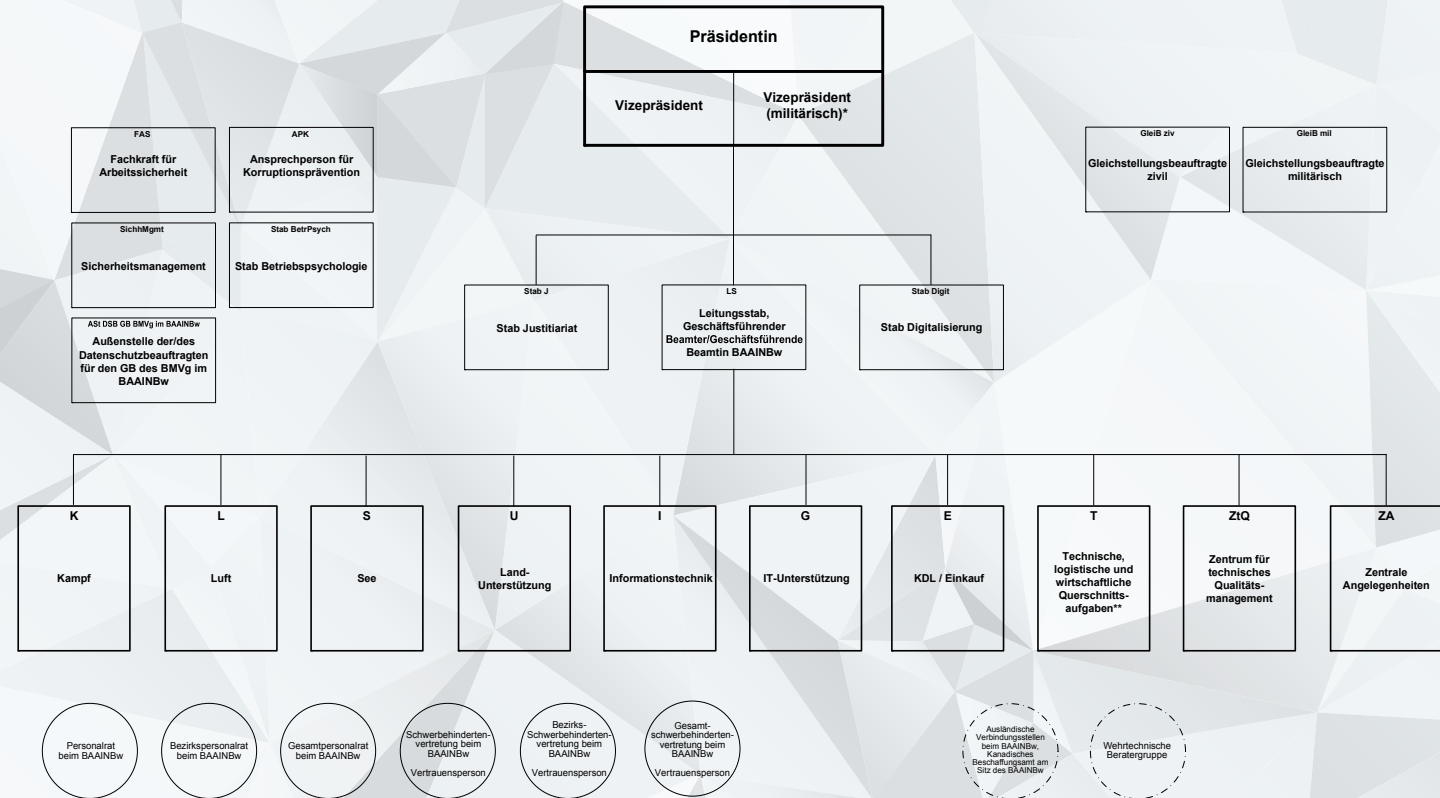 Präsidentin
Vizepräsident
Vizepräsident
(militärisch)*
FAS
Fachkraft für
Arbeitssicherheit
APK
Ansprechperson für
Korruptionsprävention
GleiB ziv
Gleichstellungsbeauftragte
zivil
GleiB mil
Gleichstellungsbeauftragte
militärisch
SichhMgmt
Sicherheitsmanagement
Stab BetrPsych
Stab Betriebspsychologie
ASt DSB GB BMVg im BAAINBw
Außenstelle der/des
Datenschutzbeauftragten
für den GB des BMVg im
BAAINBw
Stab J
Stab Justitiariat
LS
Leitungsstab,
Geschäftsführender
Beamter/Geschäftsführende
Beamtin BAAINBw
Stab Digit
Stab Digitalisierung
K
Kampf
L
Luft
S
See
U
Land-
Unterstützung
I
Informationstechnik
G
IT-Unterstützung
E
KDL / Einkauf
T
Technische,
logistische und
wirtschaftliche
Querschnitts-
aufgaben**
ZtQ
Zentrum für
technisches
Qualitäts-
management
ZA
Zentrale
Angelegenheiten
Personalrat
beim BAAINBw
Bezirkspersonalrat
beim BAAINBw
Gesamtpersonalrat
beim BAAINBw
Schwerbehinderten-
vertretung beim
BAAINBw
Vertrauensperson
Bezirks-
Schwerbehinderten-
vertretung beim
BAAINBw
Vertrauensperson
Gesamt-
schwerbehinderten-
vertretung beim
BAAINBw
Vertrauensperson
Ausländische
Verbindungsstellen
beim BAAINBw,
Kanadisches
Beschaffungsamt am
Sitz des BAAINBw
Wehrtechnische
Beratergruppe